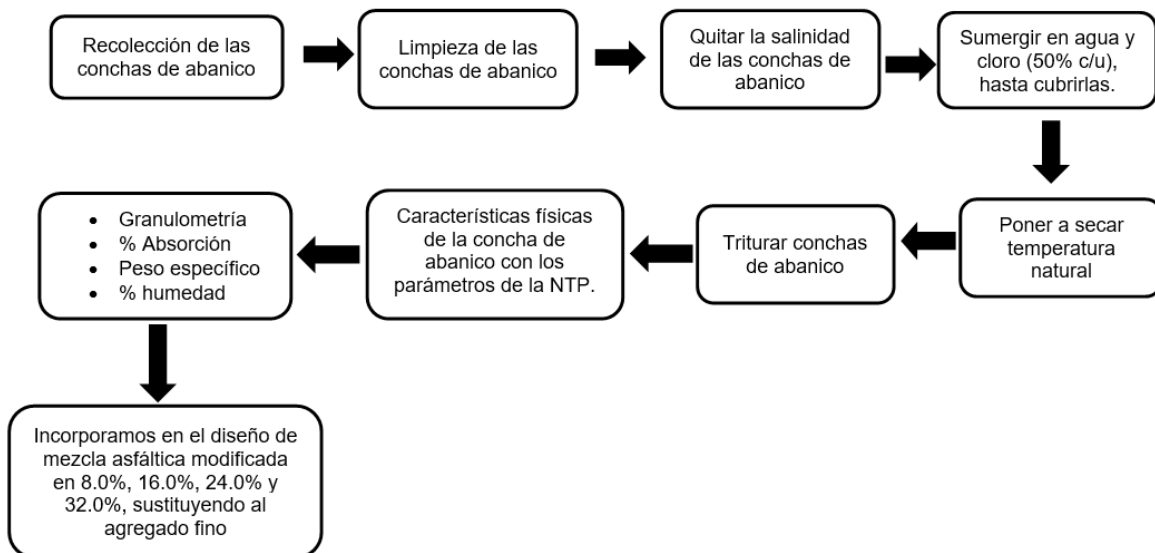 Recolección de las
conchas de abanico
Limpieza de las
conchas de abanico
Quitar la salinidad
de las conchas de
abanico
Sumergir en agua y
cloro (50% c/u),
hasta cubrirlas.
Poner a secar
temperatura
natural
Triturar conchas
de abanico
Características físicas
de la concha de
abanico con los
parámetros de la NTP.
• Granulometría
• % Absorción
• Peso específico
• % humedad
Incorporamos en el diseño de
mezcla asfáltica modificada
en 8.0%, 16.0%, 24.0% y
32.0%, sustituyendo al
agregado fino